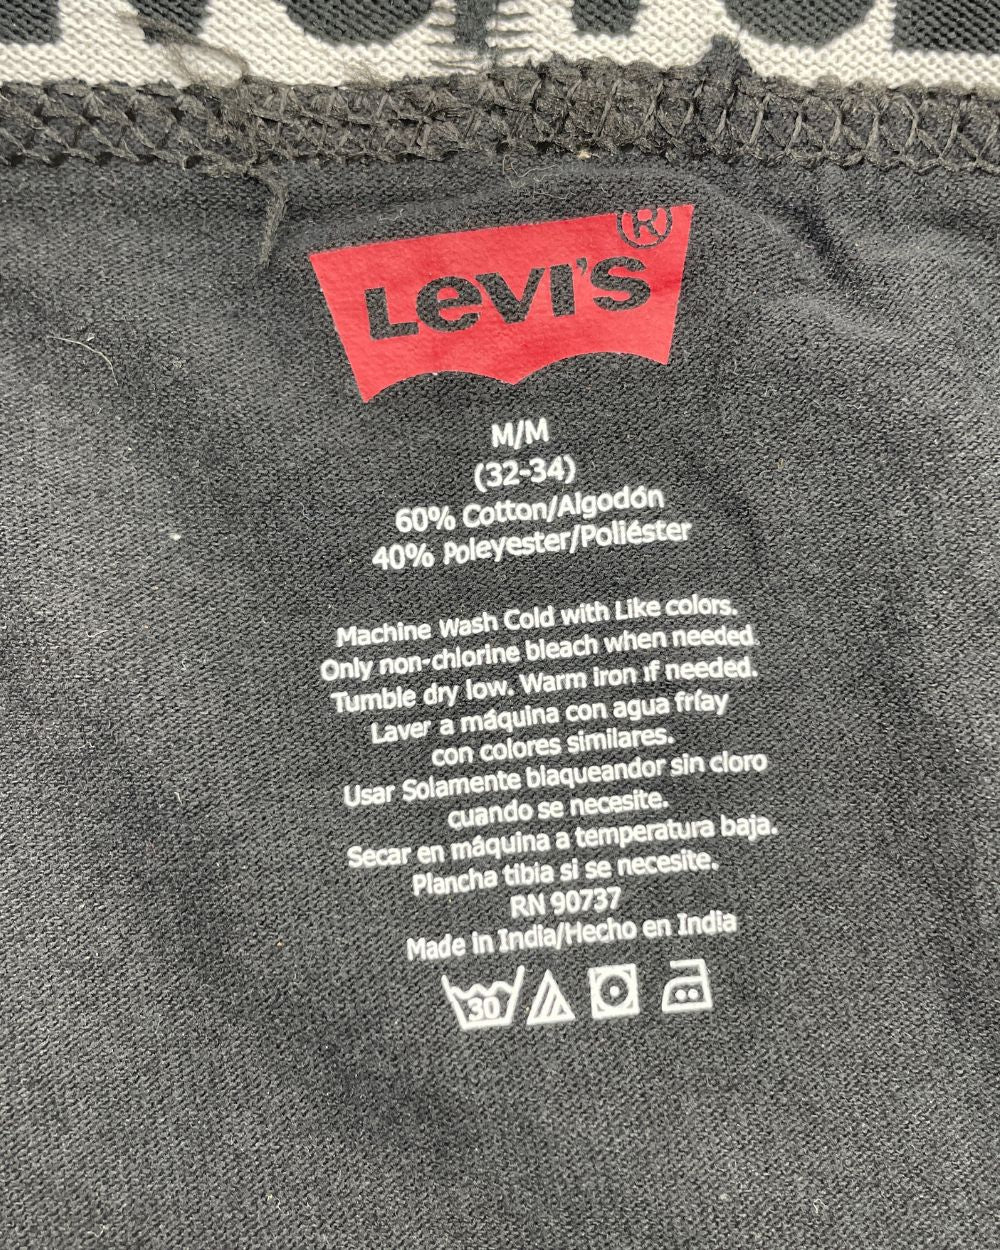 LeVI'S ®
M/M
(32-34)
60% Cotton/Algodón
40% Poleyester/Poliéster
Machine Wash Cold with Like colors.
Only non-chlorine bleach when needed.
Tumble dry low. Warm iron if needed.
Laver a máquina con agua fríay
con colores similares.
Usar Solamente blaqueandor sin cloro
cuando se necesite.
Secar en máquina a temperatura baja.
Plancha tibia si se necesite.
RN 90737
Made in India/Hecho en India
30